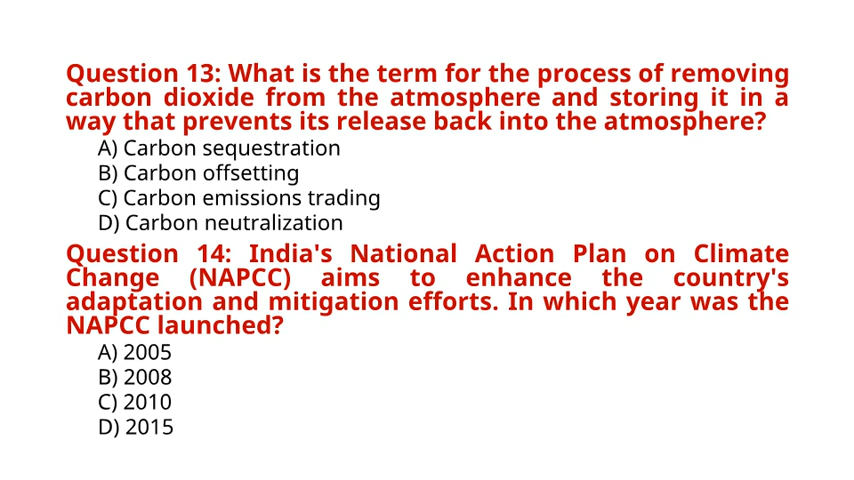 Question 13: What is the term for the process of removing
carbon dioxide from the atmosphere and storing it in a
way that prevents its release back into the atmosphere?
A) Carbon sequestration
B) Carbon offsetting
C) Carbon emissions trading
D) Carbon neutralization
Question 14: India's National Action Plan on Climate
Change (NAPCC) aims to enhance the country's
adaptation and mitigation efforts. In which year was the
NAPCC launched?
A) 2005
B) 2008
C) 2010
D) 2015